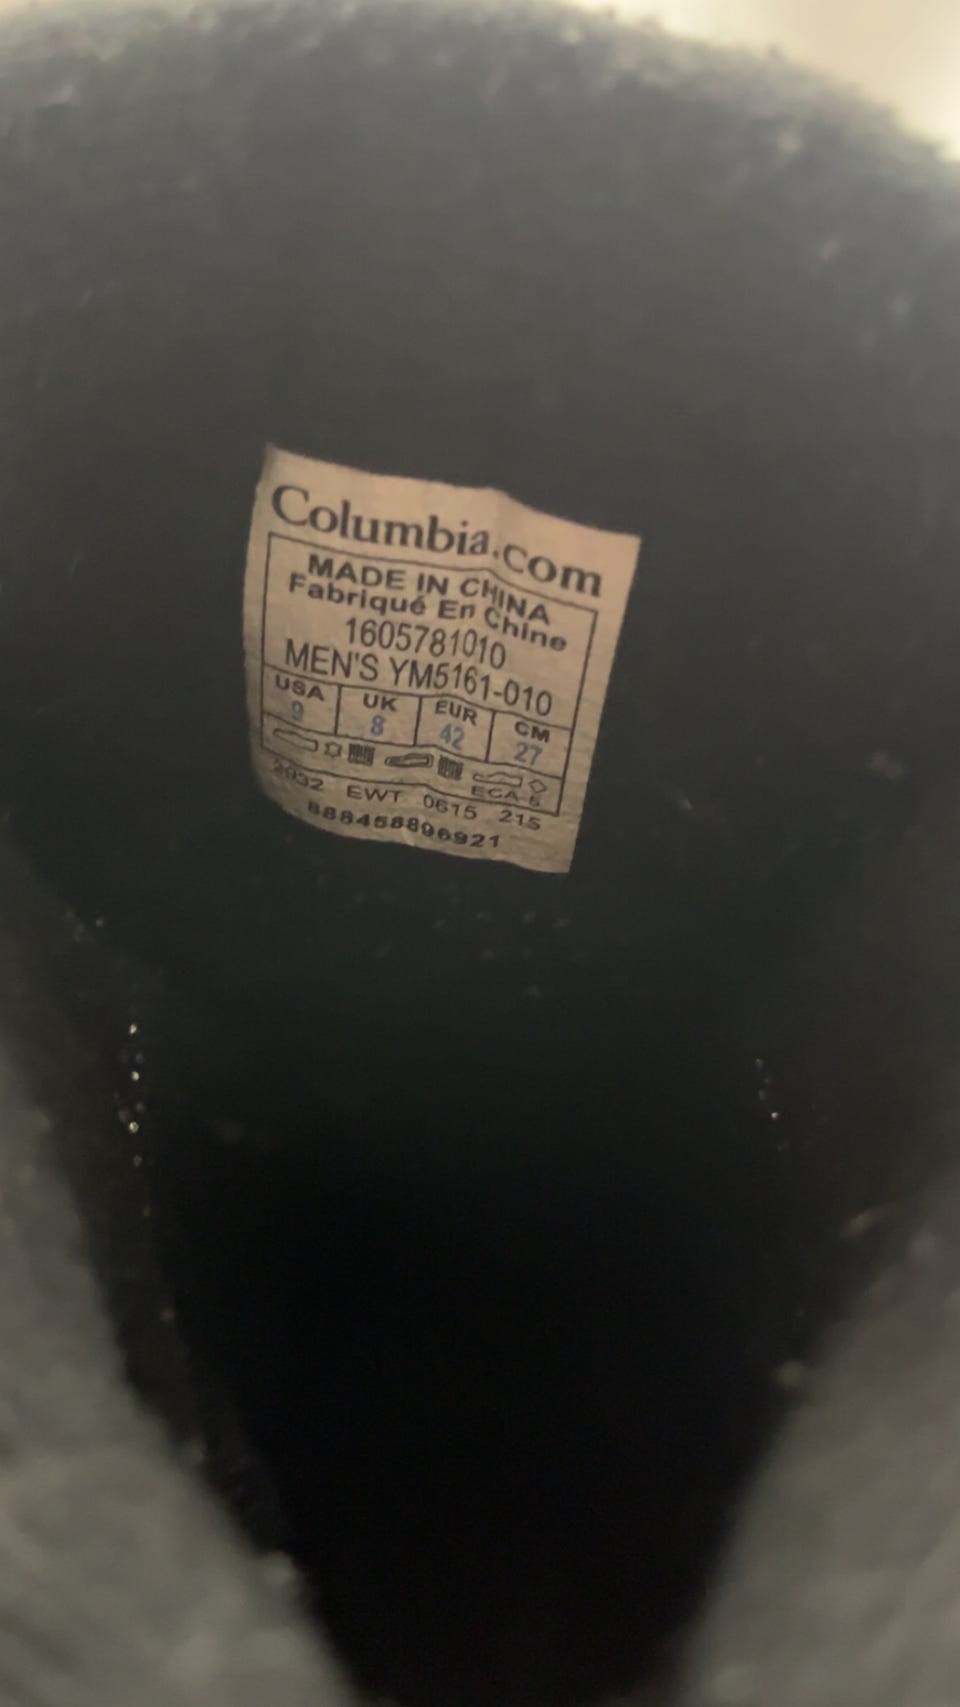 Columbia.com
MADE IN CHINA
Fabriqué En Chine
1605781010
MEN'S YM5161-010
USA UK EUR CM
9 8 42 27
ECA 5
2032 EWT 0615 215
888458896921